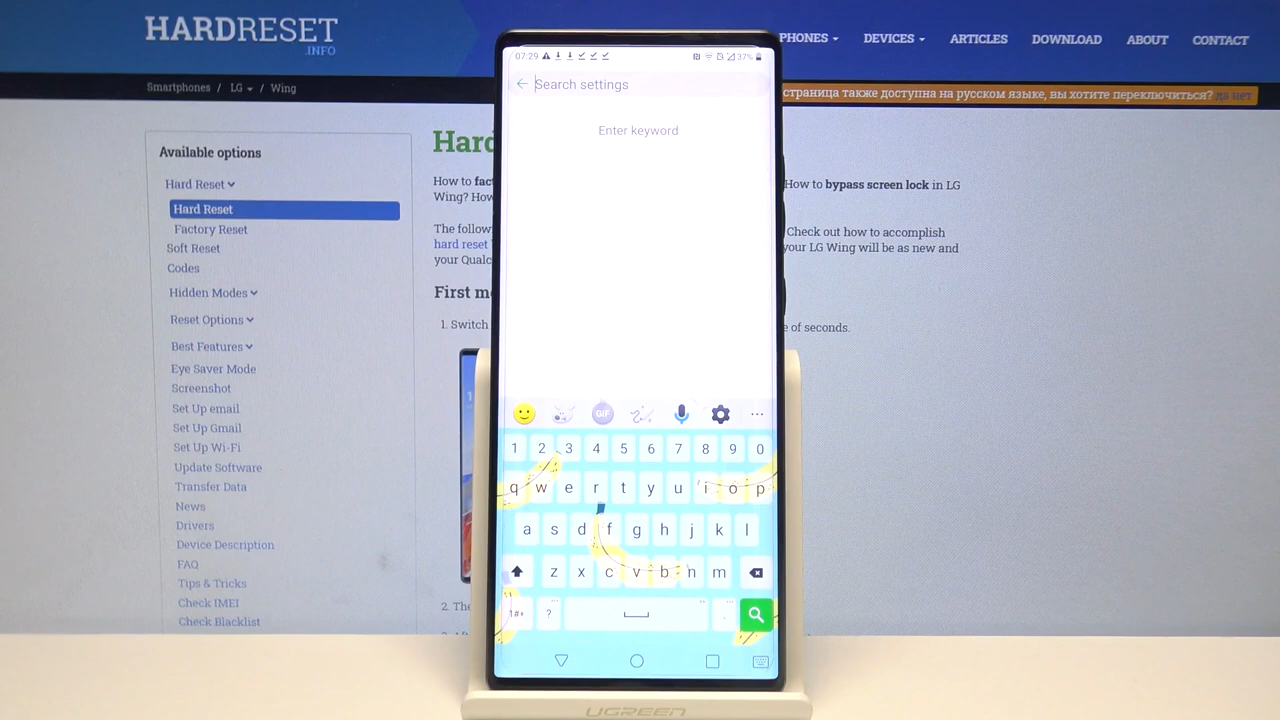 HARDRESET
.INFO
PHONES
DEVICES
ARTICLES
DOWNLOAD
ABOUT
CONTACT
Smartphones / LG / Wing
страница также доступна на русском языке, вы хотите переключиться? да нет
Available options
Hard Reset
Hard Reset
Factory Reset
Soft Reset
Codes
Hidden Modes
Reset Options
Best Features
Eye Saver Mode
Screenshot
Set Up email
Set Up Gmail
Set Up Wi-Fi
Update Software
Transfer Data
News
Drivers
Device Description
FAQ
Tips & Tricks
Check IMEI
Check Blacklist
Hard
How to
How to bypass screen lock in LG
Wing? How
The
Check out how to accomplish
hard reset
your LG Wing will be as new and
your
First
1. Switch
of seconds.
2. The
07:29
37%
Search settings
Enter keyword
GIF
1 2 3 4 5 6 7 8 9 0
q w e r t y u i o p
a s d f g h j k l
z x c v b n m
1#+ ? .
UGREEN